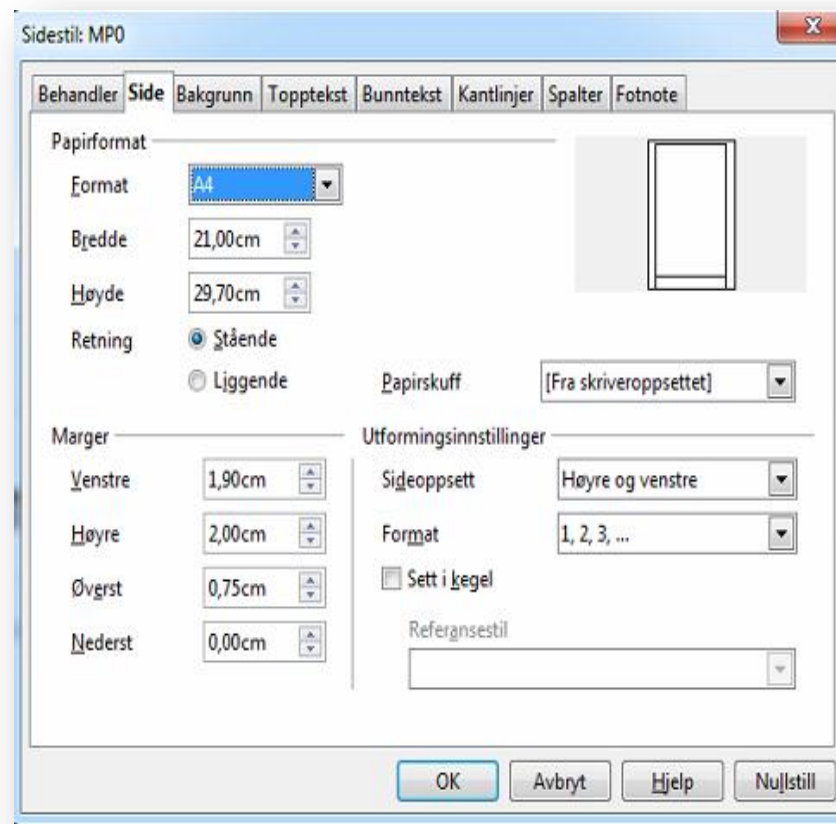 Sidestil: MP0
Behandler Side Bakgrunn Topptekst Bunntekst Kantlinjer Spalter Fotnote
Papirformat
Format A4
Bredde 21,00cm
Høyde 29,70cm
Retning Stående
Liggende Papirskuff [Fra skriveroppsettet]
Marger Utformingsinnstillinger
Venstre 1,90cm Sideoppsett Høyre og venstre
Høyre 2,00cm Format 1, 2, 3, ...
Øverst 0,75cm Sett i kegel
Nederst 0,00cm Referansestil
OK Avbryt Hjelp Nullstill